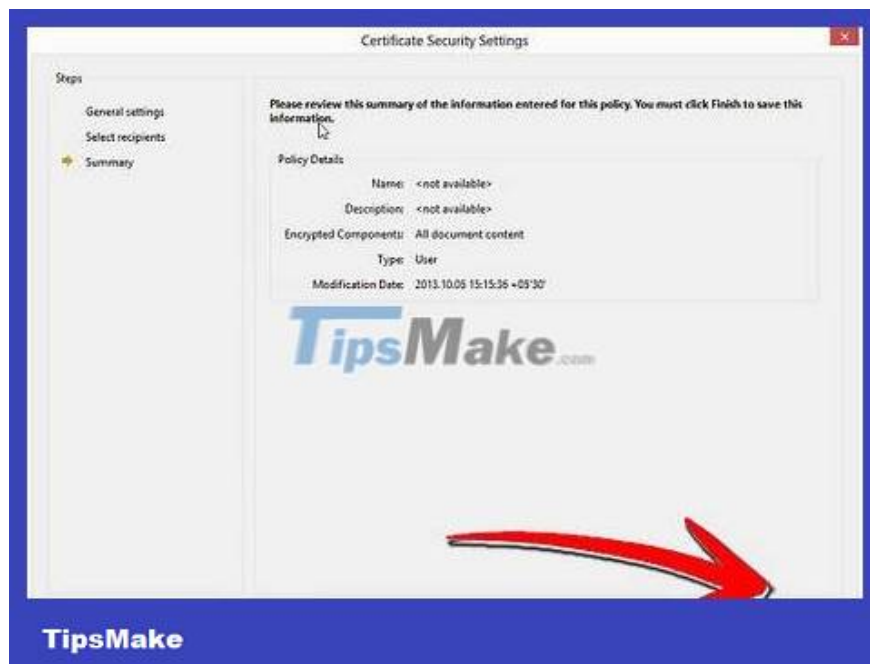 Certificate Security Settings
Steps
General settings
Select recipients
Summary
Please review this summary of the information entered for this policy. You must click Finish to save this
information.
Policy Details
Name: <not available>
Description: <not available>
Encrypted Components: All document content
Type: User
Modification Date: 2013.10.05 15:15:36 +05'30'
TipsMake.com
TipsMake